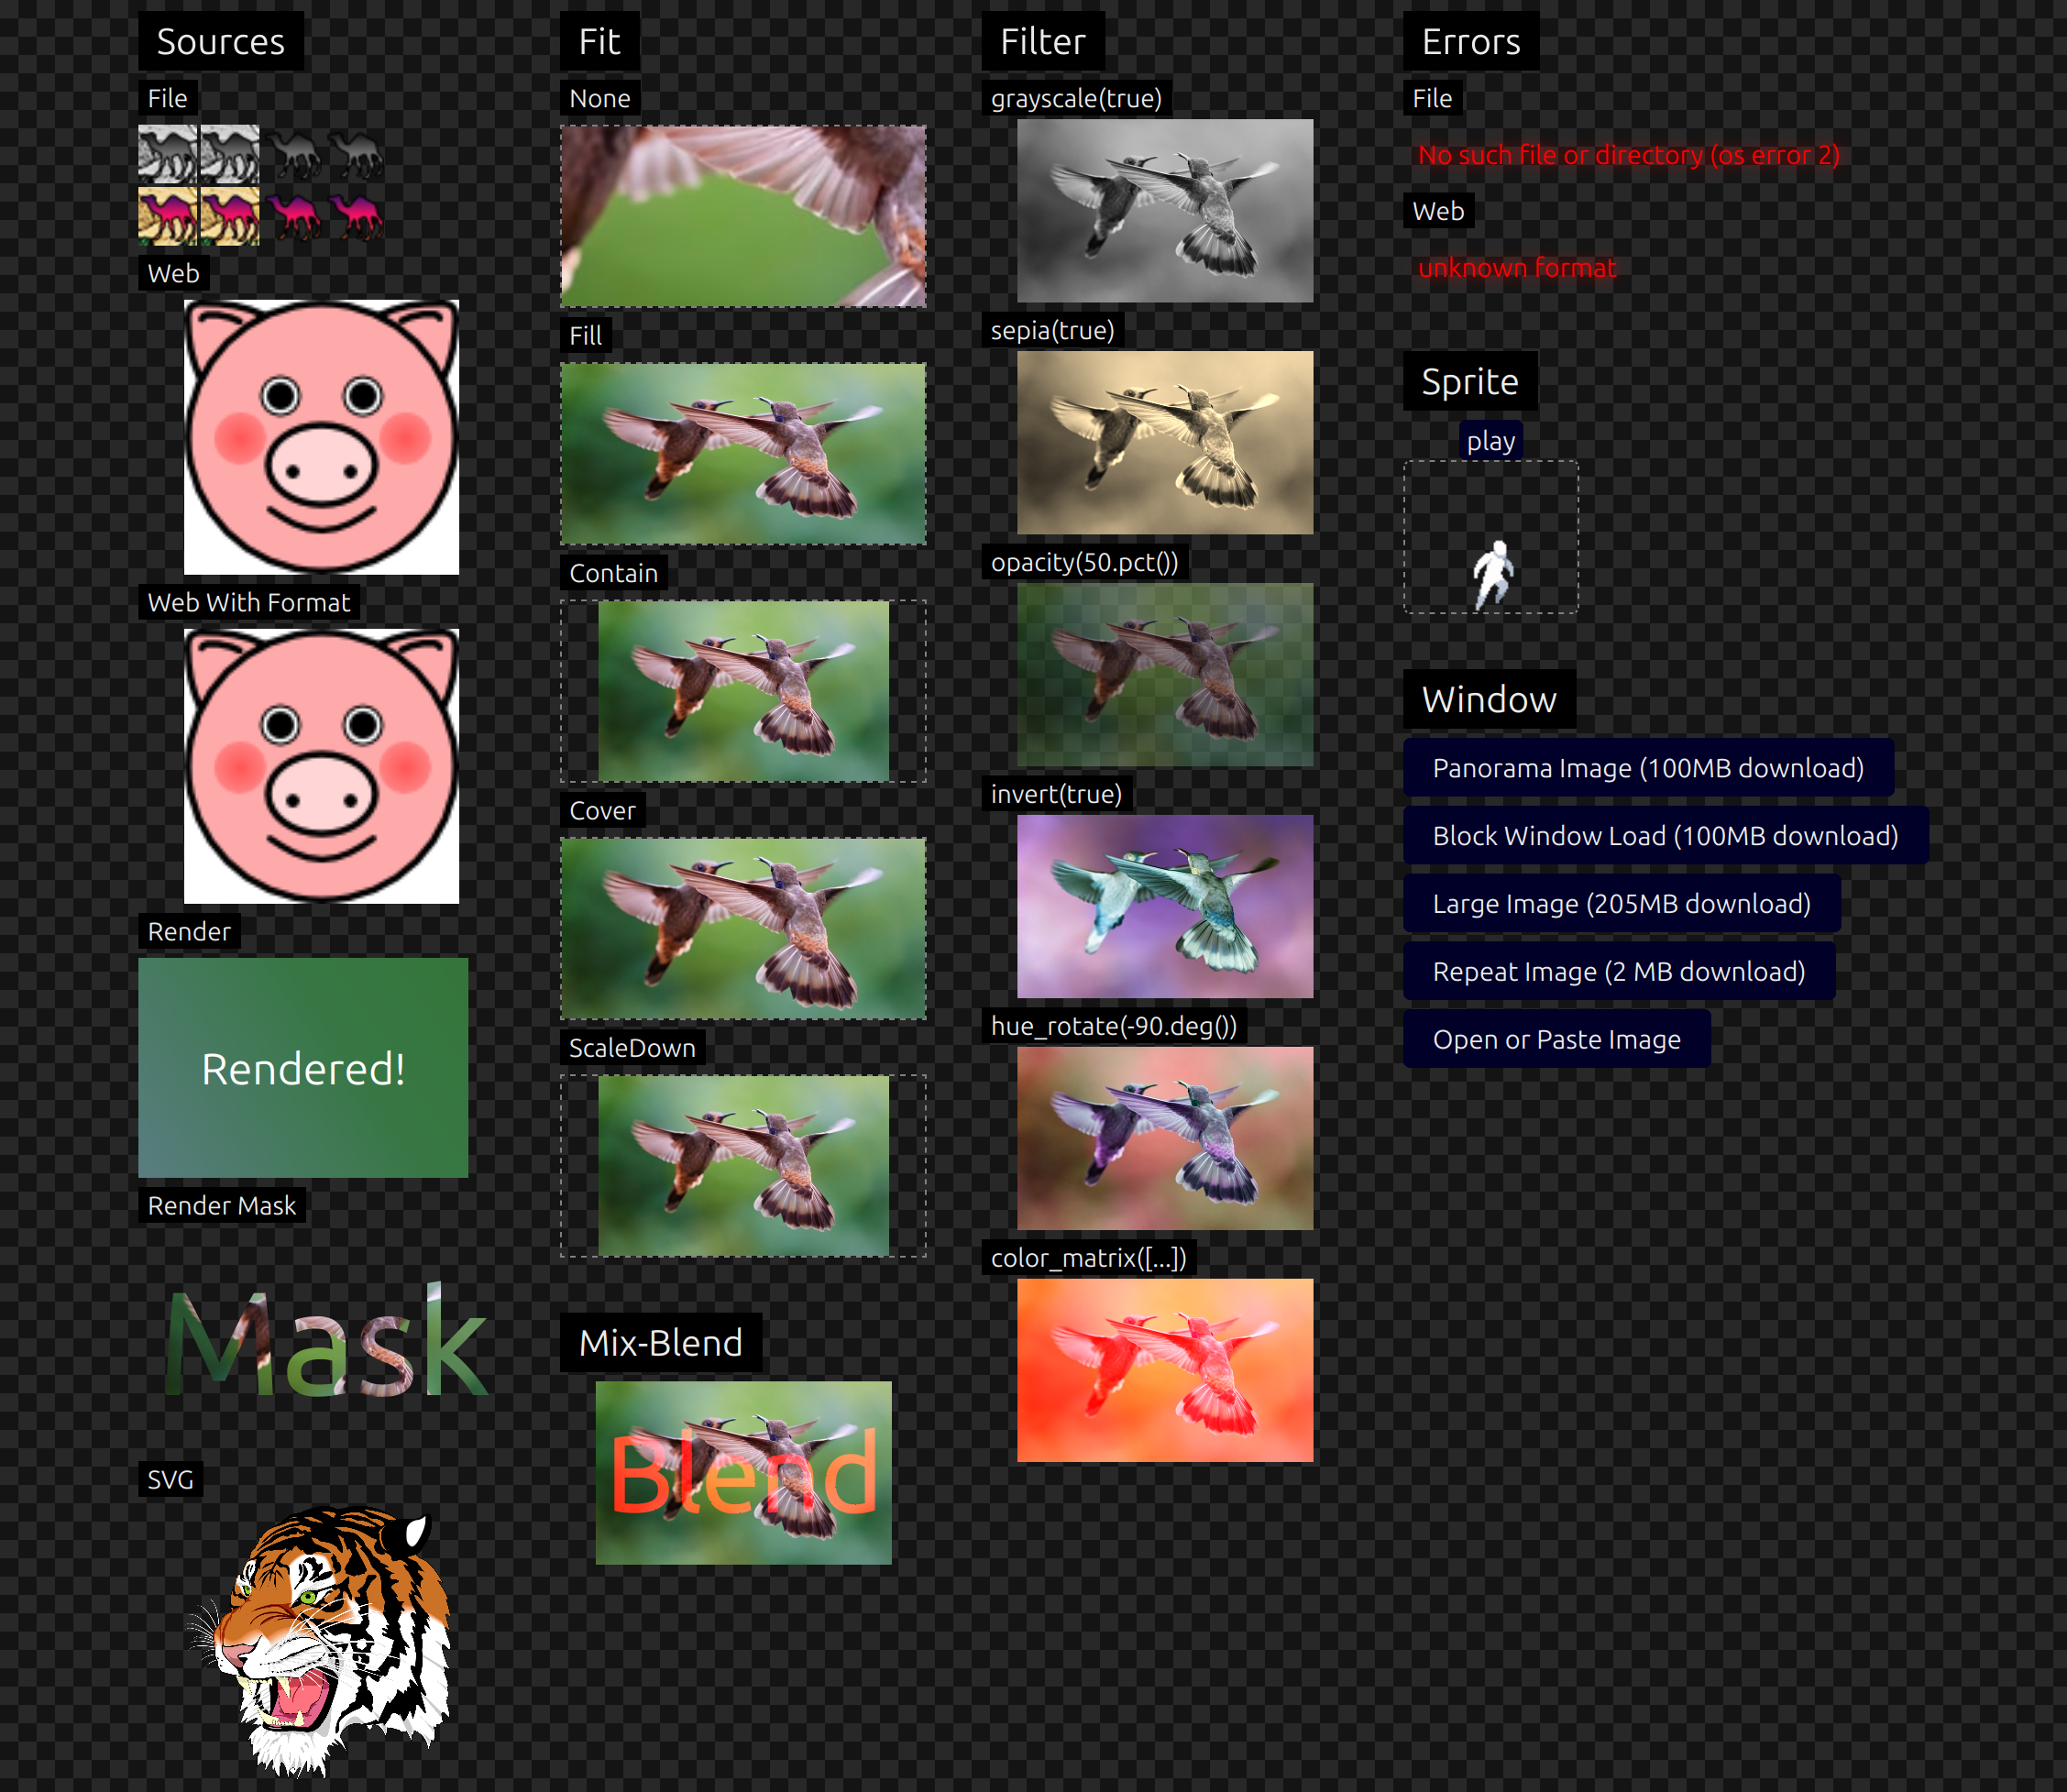 Sources
File
Web
Web With Format
Render
Rendered!
Render Mask
Mask
SVG
Fit
None
Fill
Contain
Cover
ScaleDown
Mix-Blend
Blend
Filter
grayscale(true)
sepia(true)
opacity(50.pct())
invert(true)
hue_rotate(-90.deg())
color_matrix([...])
Errors
File
No such file or directory (os error 2)
Web
unknown format
Sprite
play
Window
Panorama Image (100MB download)
Block Window Load (100MB download)
Large Image (205MB download)
Repeat Image (2 MB download)
Open or Paste Image